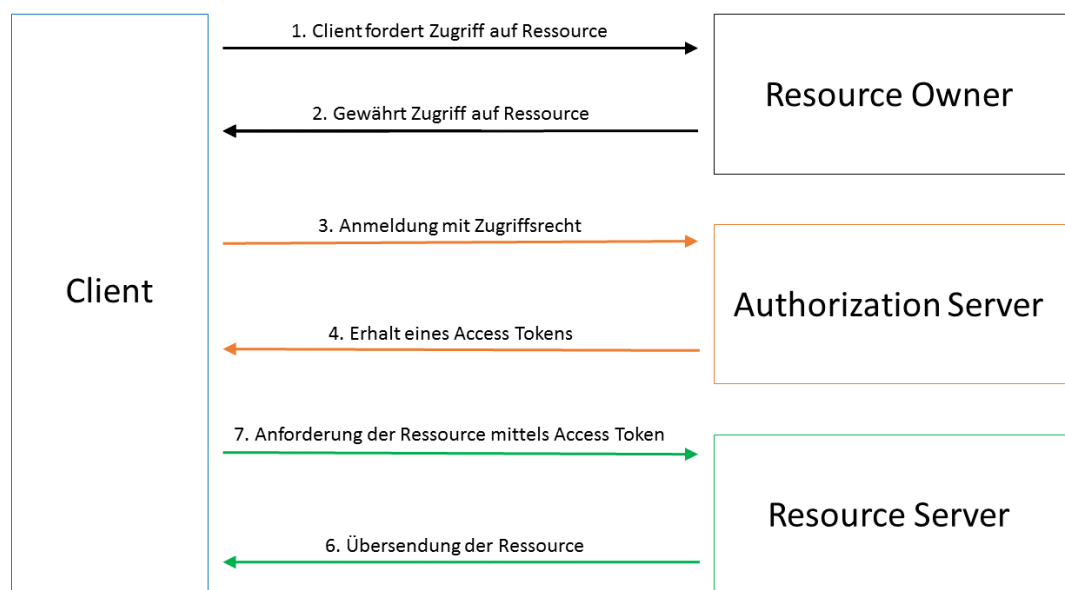 1. Client fordert Zugriff auf Ressource
Resource Owner
2. Gewährt Zugriff auf Ressource
3. Anmeldung mit Zugriffsrecht
Client
Authorization Server
4. Erhalt eines Access Tokens
7. Anforderung der Ressource mittels Access Token
Resource Server
6. Übersendung der Ressource